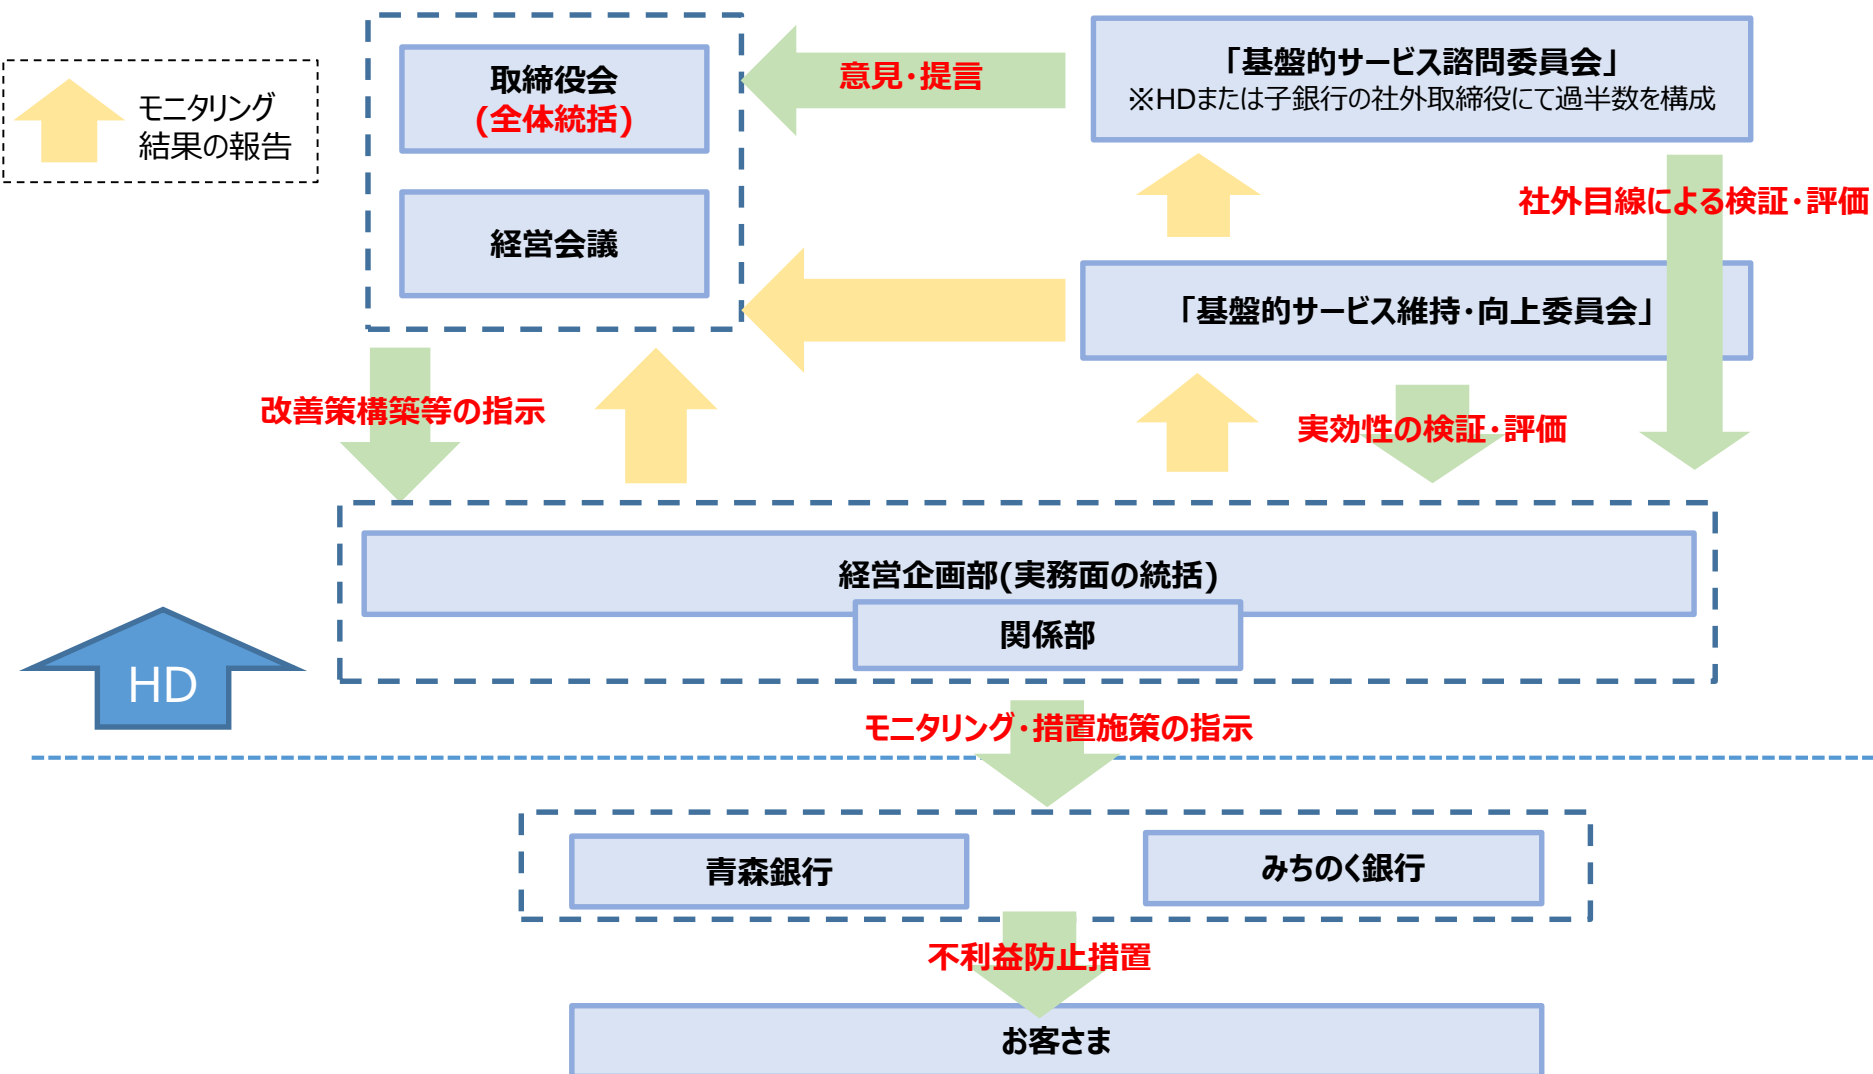 モニタリング
結果の報告
取締役会
(全体統括)
経営会議
意見・提言
「基盤的サービス諮問委員会」
※HDまたは子銀行の社外取締役にて過半数を構成
社外目線による検証・評価
「基盤的サービス維持・向上委員会」
改善策構築等の指示
実効性の検証・評価
経営企画部(実務面の統括)
関係部
HD
モニタリング・措置施策の指示
青森銀行
みちのく銀行
不利益防止措置
お客さま